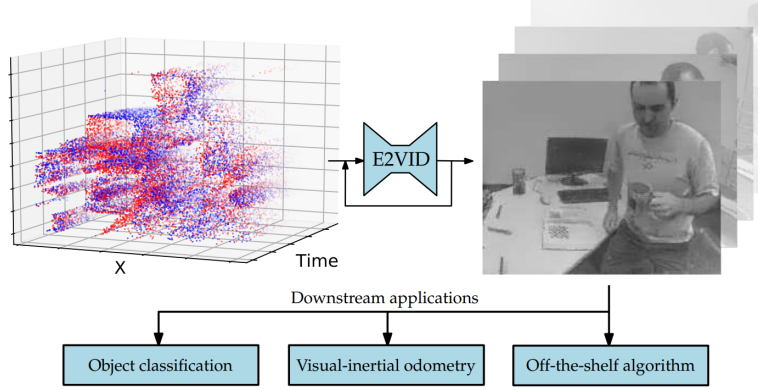 E2VID
Time
X
Downstream applications
Object classification
Visual-inertial odometry
Off-the-shelf algorithm